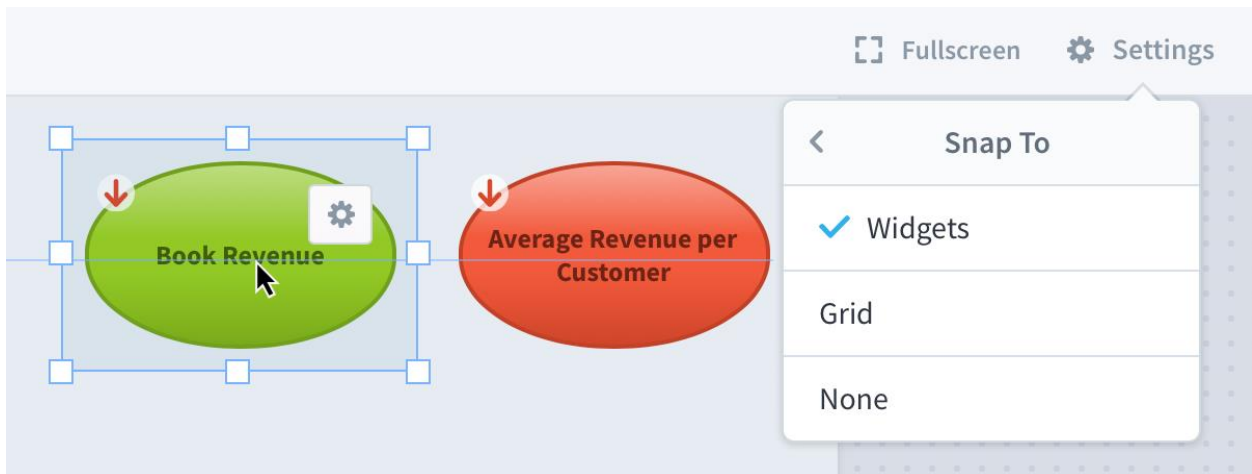 Fullscreen
Settings
Snap To
Widgets
Grid
None
Book Revenue
Average Revenue per
Customer